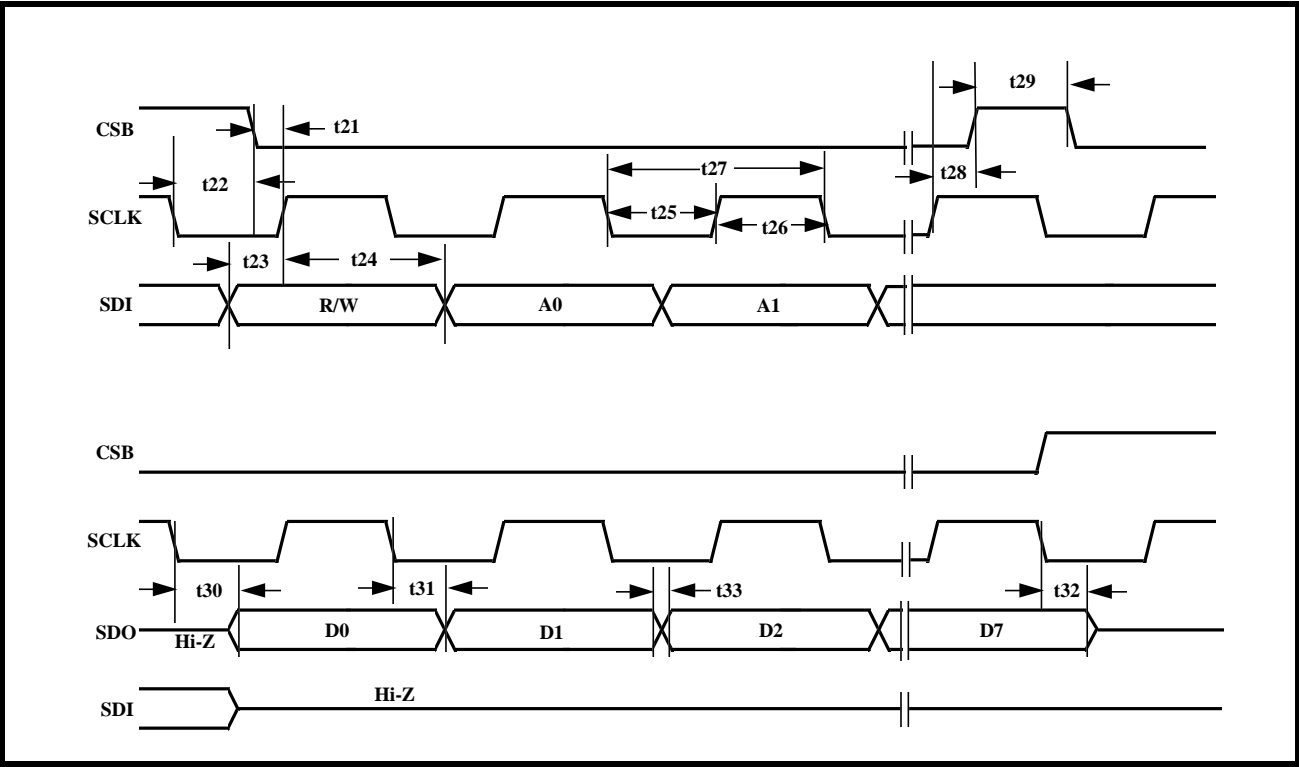 t29
CSB
t21
t27
t28
t22
SCLK
t25
t26
t23
t24
SDI
R/W
A0
A1
CSB
SCLK
t30
t31
t33
t32
SDO
Hi-Z
D0
D1
D2
D7
SDI
Hi-Z